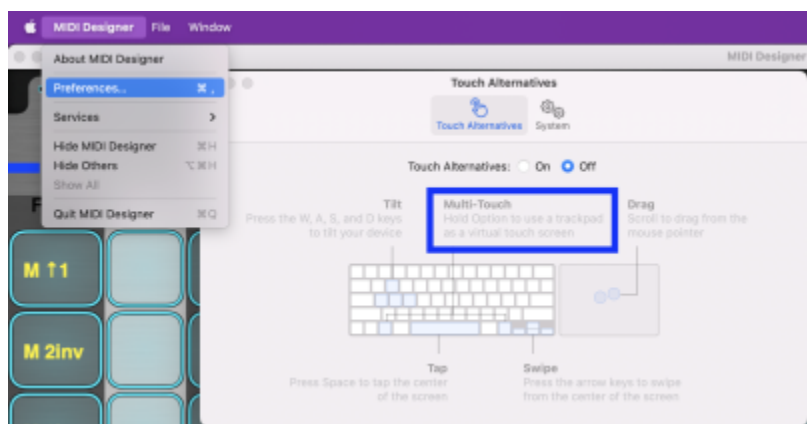 MIDI Designer File Window
MIDI Designer
About MIDI Designer
Preferences... ⌘ ,
Services >
Hide MIDI Designer ⌘H
Hide Others ⌥⌘H
Show All
Quit MIDI Designer ⌘Q
Touch Alternatives
Touch Alternatives System
Touch Alternatives: On Off
Tilt
Press the W, A, S, and D keys
to tilt your device
Multi-Touch
Hold Option to use a trackpad
as a virtual touch screen
Drag
Scroll to drag from the
mouse pointer
Tap
Press Space to tap the center
of the screen
Swipe
Press the arrow keys to swipe
from the center of the screen
M ↑1
M 2inv